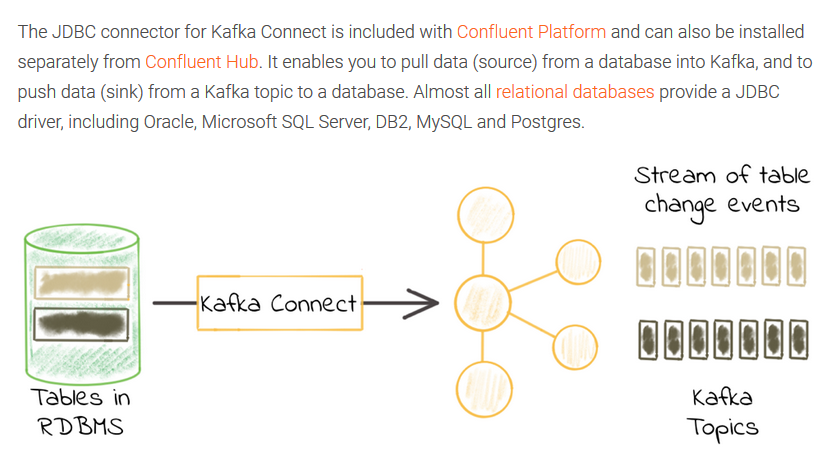 The JDBC connector for Kafka Connect is included with Confluent Platform and can also be installed
separately from Confluent Hub. It enables you to pull data (source) from a database into Kafka, and to
push data (sink) from a Kafka topic to a database. Almost all relational databases provide a JDBC
driver, including Oracle, Microsoft SQL Server, DB2, MySQL and Postgres.
Stream of table
change events
Kafka Connect
Tables in
RDBMS
Kafka
Topics